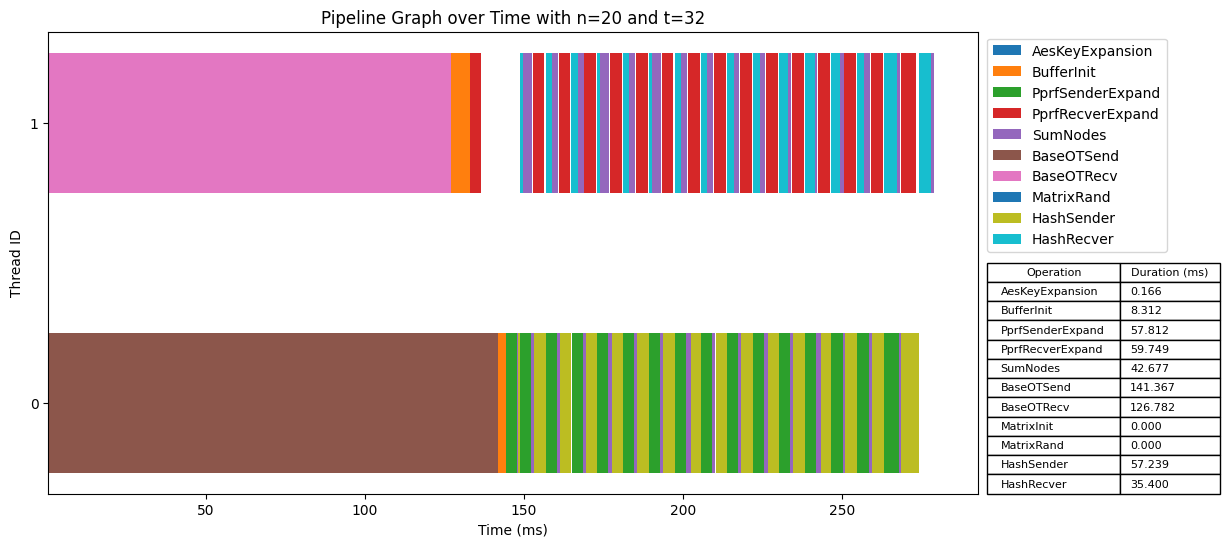 Pipeline Graph over Time with n=20 and t=32
Thread ID
1
0
50
100
150
200
250
Time (ms)
AesKeyExpansion
BufferInit
PprfSenderExpand
PprfRecverExpand
SumNodes
BaseOTSend
BaseOTRecv
MatrixRand
HashSender
HashRecver
Operation Duration (ms)
AesKeyExpansion 0.166
BufferInit 8.312
PprfSenderExpand 57.812
PprfRecverExpand 59.749
SumNodes 42.677
BaseOTSend 141.367
BaseOTRecv 126.782
MatrixInit 0.000
MatrixRand 0.000
HashSender 57.239
HashRecver 35.400